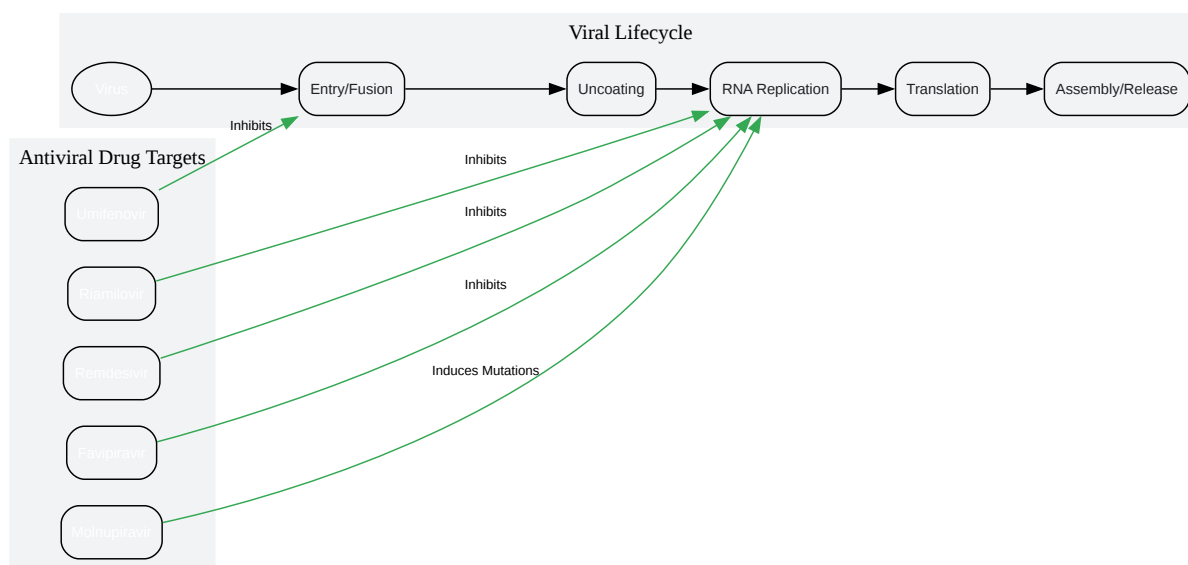 Viral Lifecycle
Virus
Entry/Fusion
Uncoating
RNA Replication
Translation
Assembly/Release
Inhibits
Antiviral Drug Targets
Inhibits
Umifenovir
Inhibits
Riamilovir
Inhibits
Remdesivir
Induces Mutations
Favipiravir
Molnupiravir